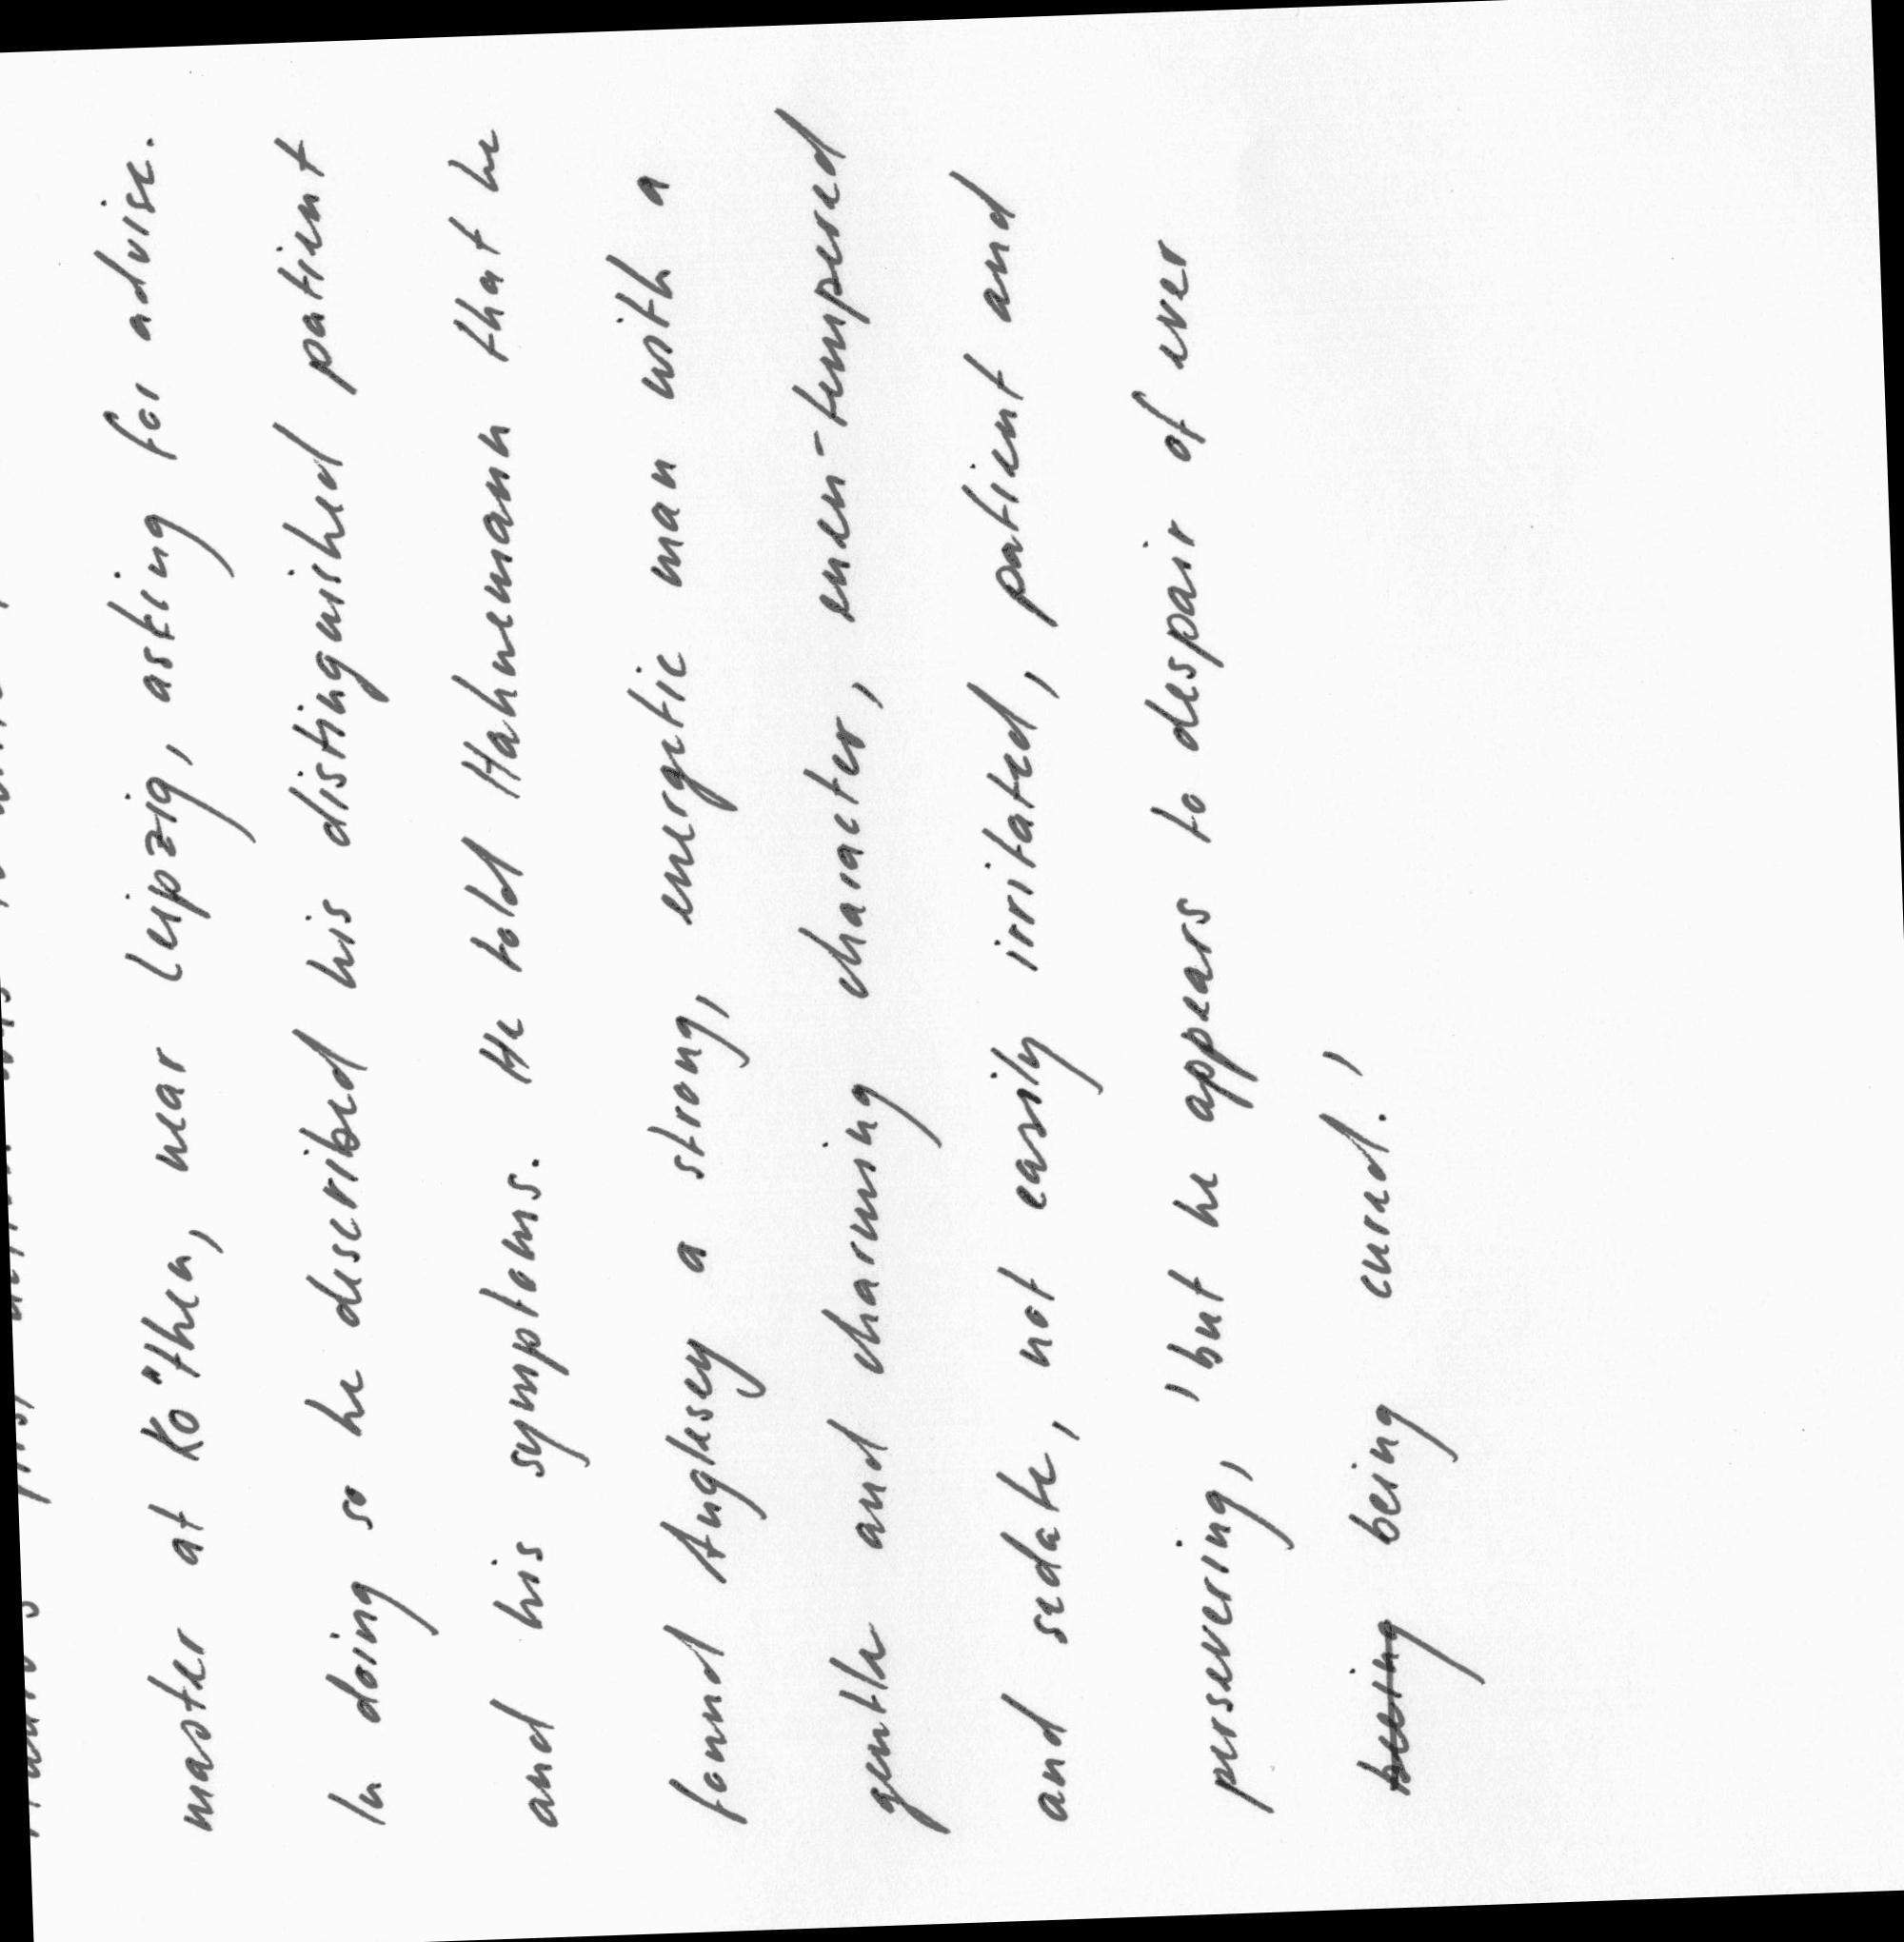 master at Köthen, near Leipzig, asking for advise.
In doing so he described his distinguished patient
and his symptoms. He told Hahnemann that he
found Anglesey a strong, energetic man with a
gentle and charming character, even-tempered
and sedate, not easily irritated, patient and
persevering, 'but he appears to despair of ever
being being cured.'